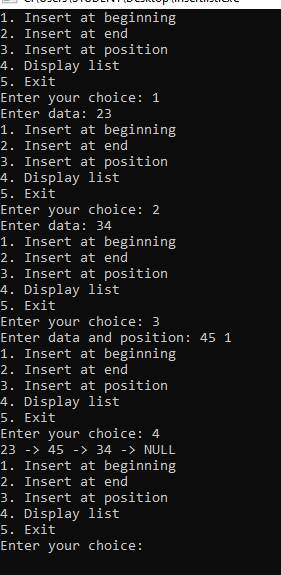 C:\Users\STUDENT\Desktop\insertlist.exe
1. Insert at beginning
2. Insert at end
3. Insert at position
4. Display list
5. Exit
Enter your choice: 1
Enter data: 23
1. Insert at beginning
2. Insert at end
3. Insert at position
4. Display list
5. Exit
Enter your choice: 2
Enter data: 34
1. Insert at beginning
2. Insert at end
3. Insert at position
4. Display list
5. Exit
Enter your choice: 3
Enter data and position: 45 1
1. Insert at beginning
2. Insert at end
3. Insert at position
4. Display list
5. Exit
Enter your choice: 4
23 -> 45 -> 34 -> NULL
1. Insert at beginning
2. Insert at end
3. Insert at position
4. Display list
5. Exit
Enter your choice: